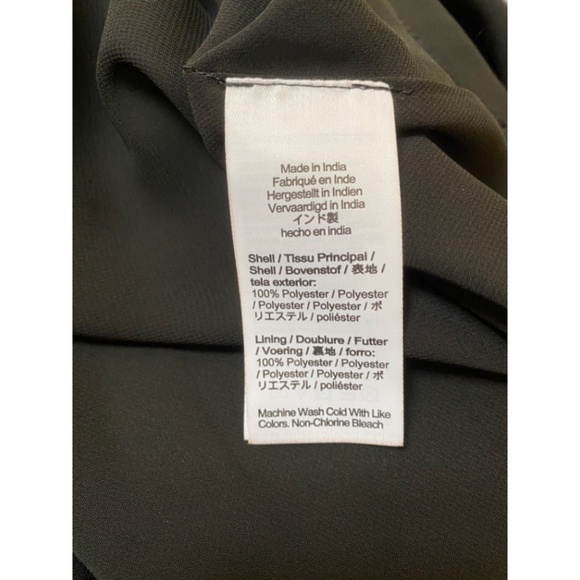 Made in India
Fabriqué en Inde
Hergestellt in Indien
Vervaardigd in India
インド製
hecho en india
Shell / Tissu Principal /
Shell / Bovenstof / 表地 /
tela exterior:
100% Polyester / Polyester
/ Polyester / Polyester / ポ
リエステル / poliéster
Lining / Doublure / Futter
/ Voering / 裏地 / forro:
100% Polyester / Polyester
/ Polyester / Polyester / ポ
リエステル / poliéster
Machine Wash Cold With Like
Colors. Non-Chlorine Bleach